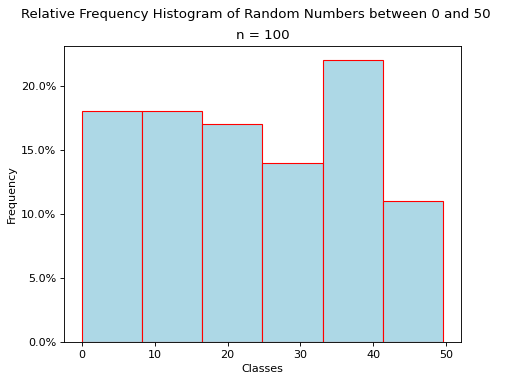 Relative Frequency Histogram of Random Numbers between 0 and 50
n = 100
20.0%
15.0%
10.0%
5.0%
0.0%
Frequency
0 10 20 30 40 50
Classes